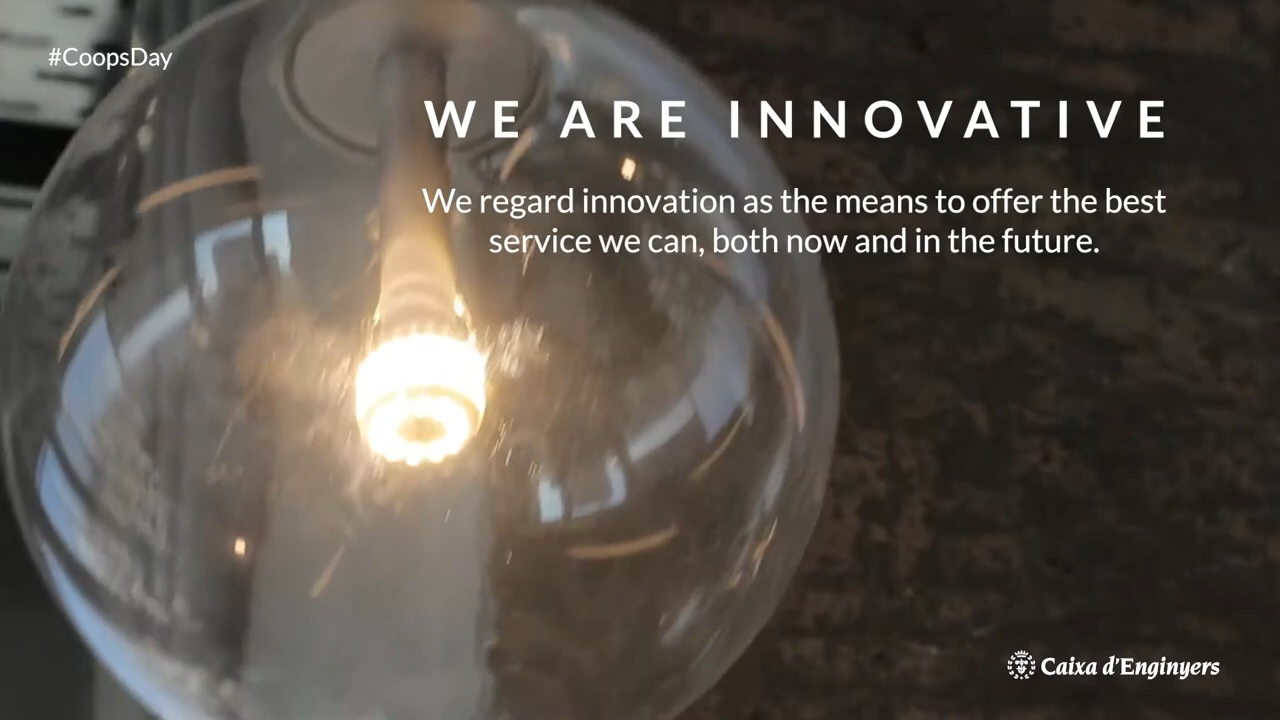 #CoopsDay
WE ARE INNOVATIVE
We regard innovation as the means to offer the best
service we can, both now and in the future.
Caixa d'Enginyers